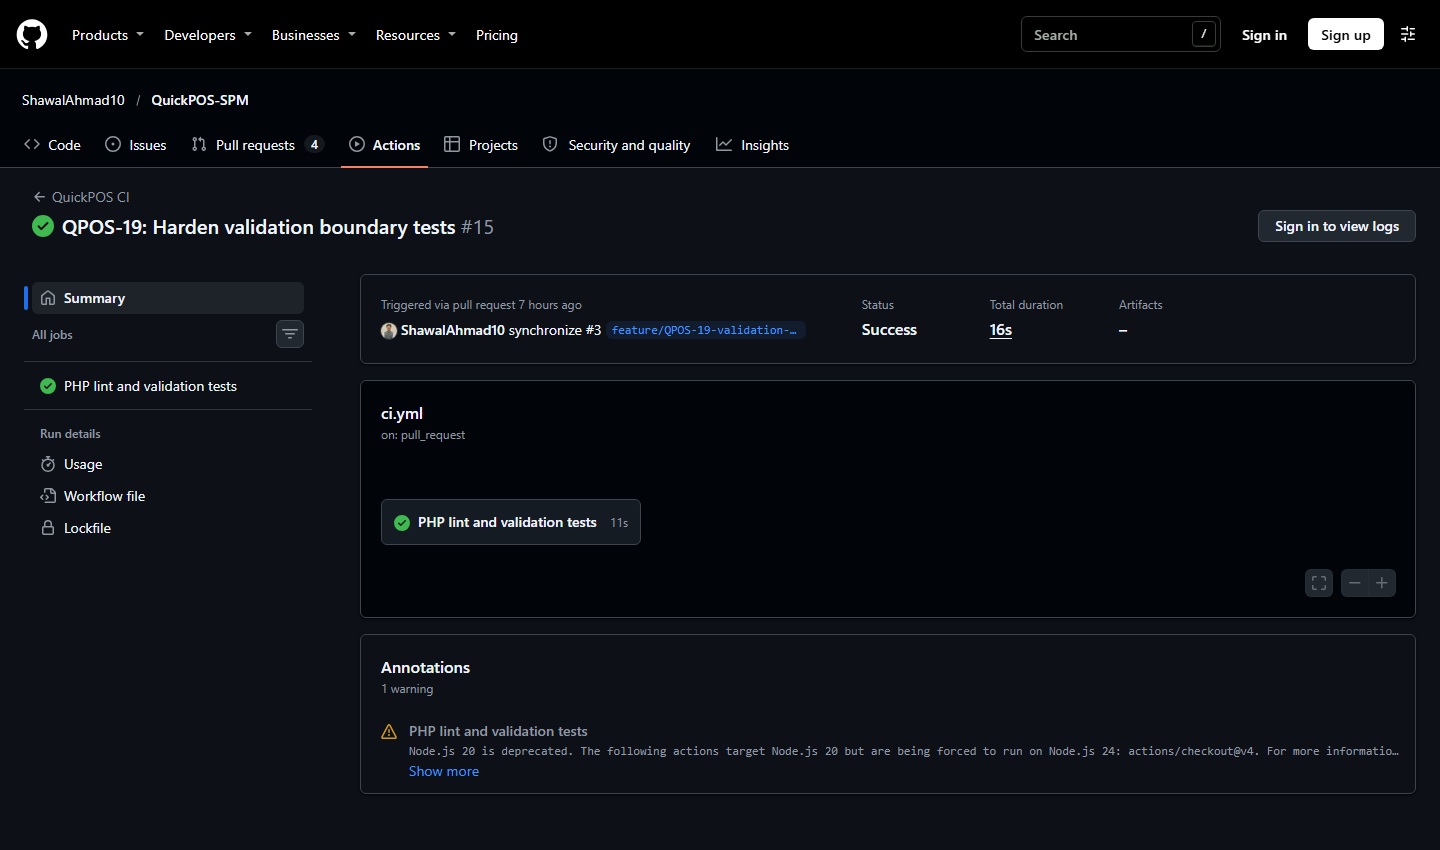 Products Developers Businesses Resources Pricing Search / Sign in Sign up
ShawalAhmad10 / QuickPOS-SPM
Code Issues Pull requests 4 Actions Projects Security and quality Insights
QuickPOS CI
QPOS-19: Harden validation boundary tests #15
Sign in to view logs
Summary
All jobs
PHP lint and validation tests
Run details
Usage
Workflow file
Lockfile
Triggered via pull request 7 hours ago
ShawalAhmad10 synchronize #3 feature/QPOS-19-validation-…
Status
Success
Total duration
16s
Artifacts
–
ci.yml
on: pull_request
PHP lint and validation tests 11s
Annotations
1 warning
PHP lint and validation tests
Node.js 20 is deprecated. The following actions target Node.js 20 but are being forced to run on Node.js 24: actions/checkout@v4. For more informatio…
Show more